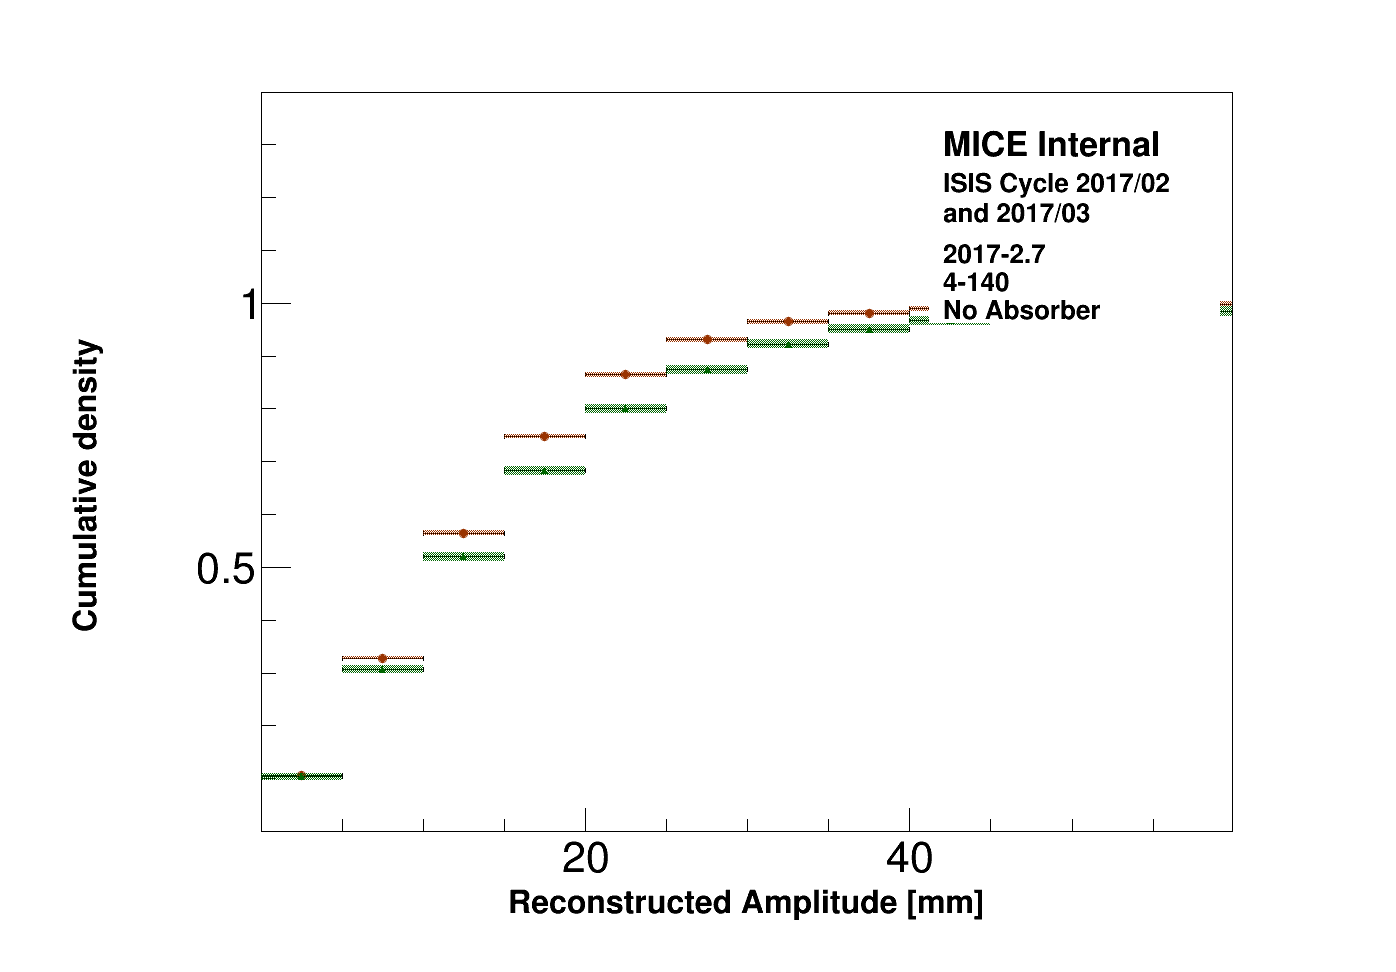 MICE Internal
ISIS Cycle 2017/02
and 2017/03
2017-2.7
4-140
No Absorber
1
0.5
Cumulative density
20
40
Reconstructed Amplitude [mm]